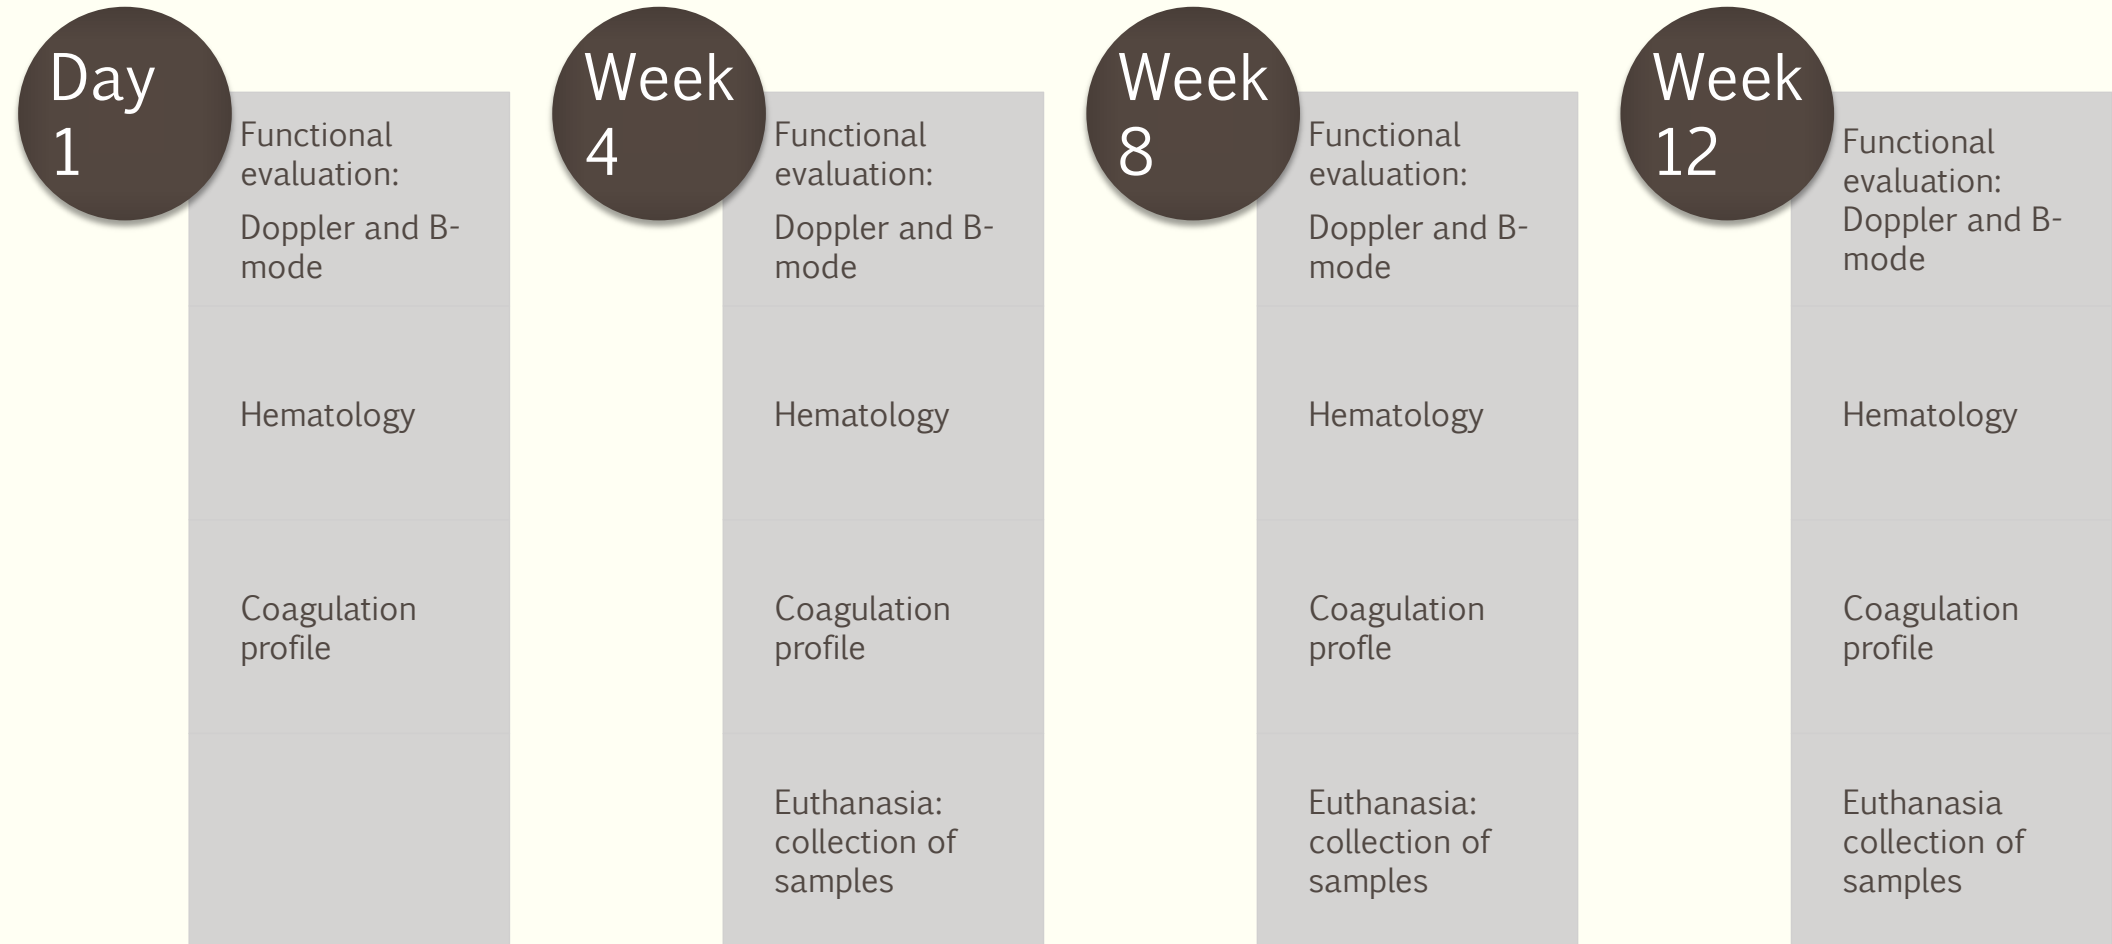 Day
1
Functional
evaluation:
Doppler and B-
mode
Hematology
Coagulation
profile
Week
4
Functional
evaluation:
Doppler and B-
mode
Hematology
Coagulation
profile
Euthanasia:
collection of
samples
Week
8
Functional
evaluation:
Doppler and B-
mode
Hematology
Coagulation
profle
Euthanasia:
collection of
samples
Week
12
Functional
evaluation:
Doppler and B-
mode
Hematology
Coagulation
profile
Euthanasia
collection of
samples